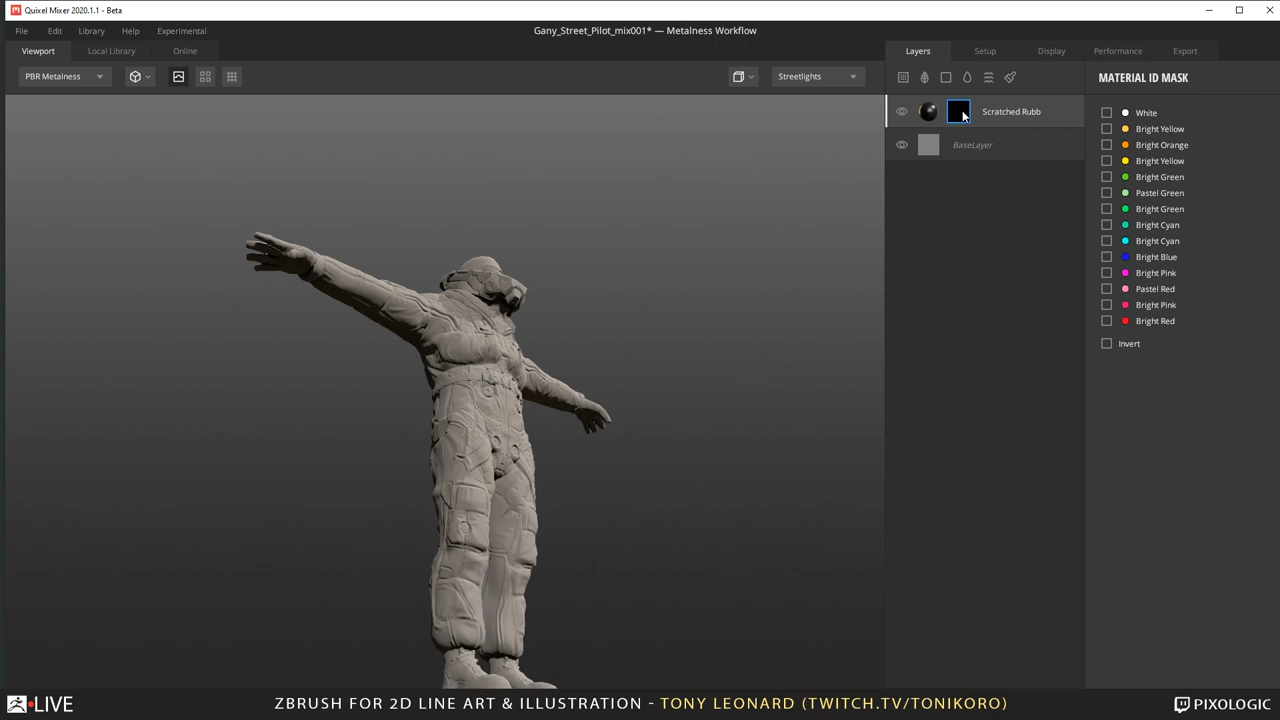 Quixel Mixer 2020.1.1 - Beta
File Edit Library Help Experimental
Gany_Street_Pilot_mix001* — Metalness Workflow
Viewport Local Library Online
Layers Setup Display Performance Export
PBR Metalness
Streetlights
MATERIAL ID MASK
Scratched Rubb
BaseLayer
White
Bright Yellow
Bright Orange
Bright Yellow
Bright Green
Pastel Green
Bright Green
Bright Cyan
Bright Cyan
Bright Blue
Bright Pink
Pastel Red
Bright Pink
Bright Red
Invert
LIVE
ZBRUSH FOR 2D LINE ART & ILLUSTRATION - TONY LEONARD (TWITCH.TV/TONIKORO)
PIXOLOGIC